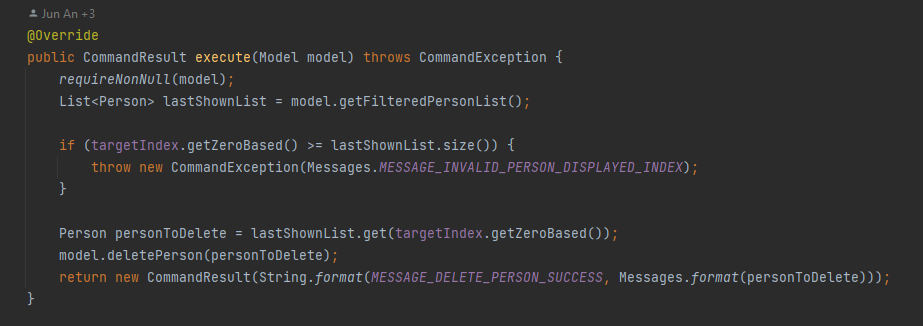 Jun An +3
@Override
public CommandResult execute(Model model) throws CommandException {
    requireNonNull(model);
    List<Person> lastShownList = model.getFilteredPersonList();

    if (targetIndex.getZeroBased() >= lastShownList.size()) {
        throw new CommandException(Messages.MESSAGE_INVALID_PERSON_DISPLAYED_INDEX);
    }

    Person personToDelete = lastShownList.get(targetIndex.getZeroBased());
    model.deletePerson(personToDelete);
    return new CommandResult(String.format(MESSAGE_DELETE_PERSON_SUCCESS, Messages.format(personToDelete)));
}